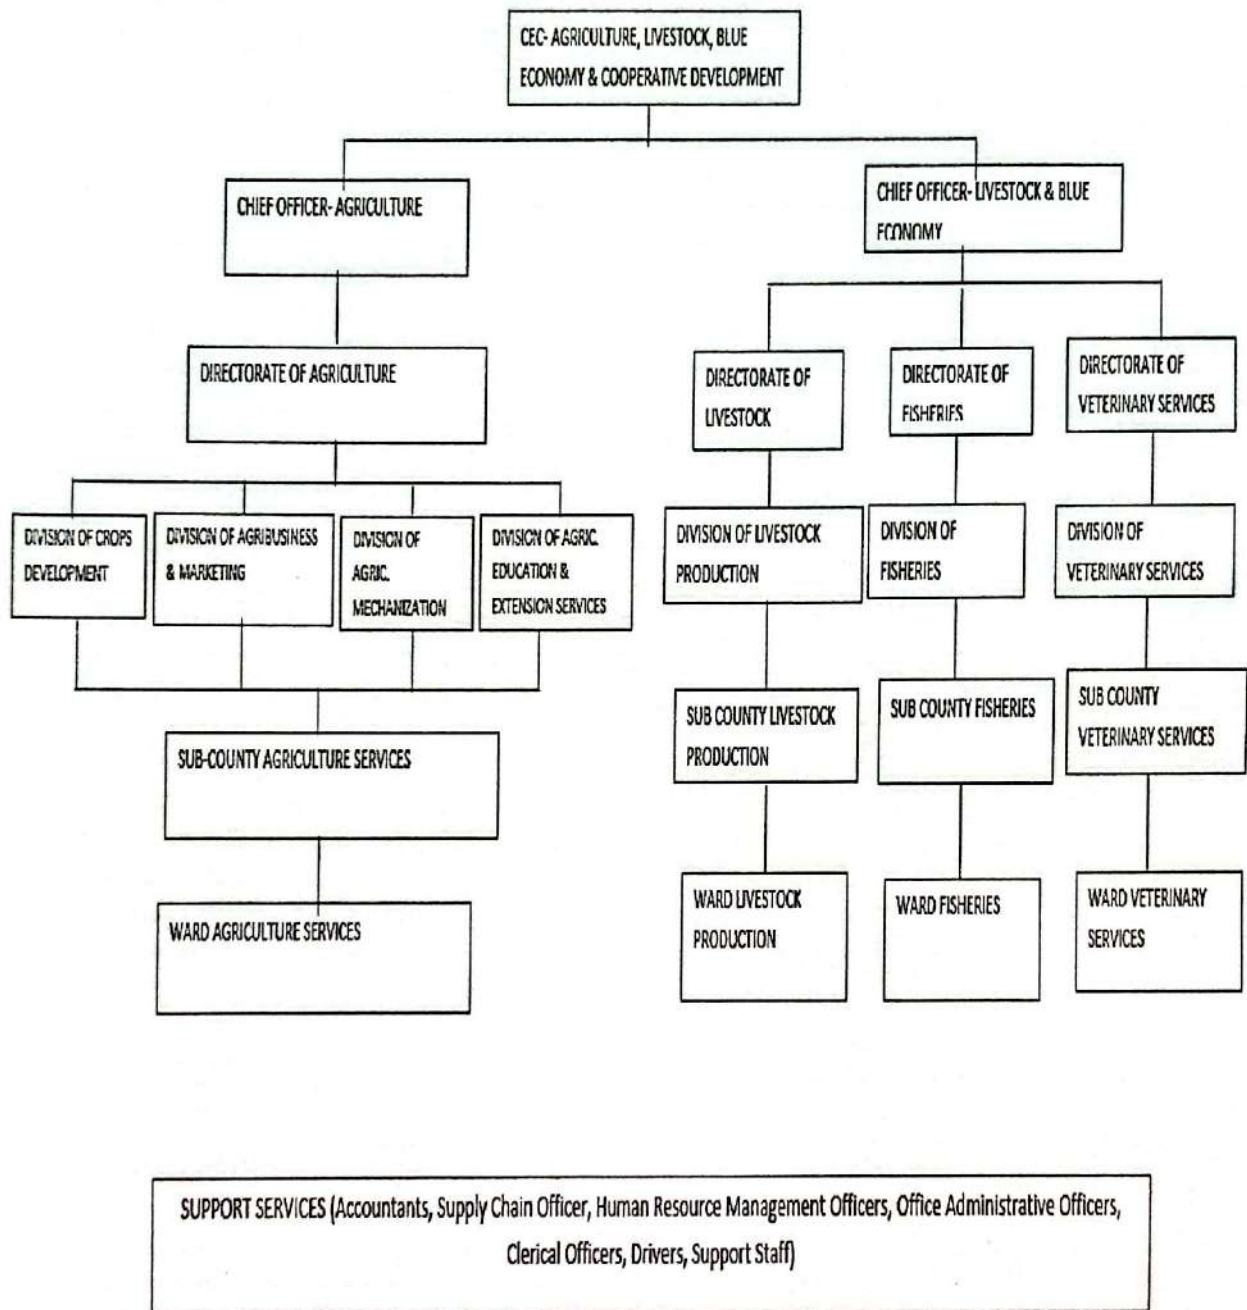 CEC- AGRICULTURE, LIVESTOCK, BLUE
ECONOMY & COOPERATIVE DEVELOPMENT
CHIEF OFFICER- AGRICULTURE
CHIEF OFFICER- LIVESTOCK & BLUE
ECONOMY
DIRECTORATE OF AGRICULTURE
DIRECTORATE OF
LIVESTOCK
DIRECTORATE OF
FISHERIES
DIRECTORATE OF
VETERINARY SERVICES
DIVISION OF CROPS
DEVELOPMENT
DIVISION OF AGRIBUSINESS
& MARKETING
DIVISION OF
AGRIC.
MECHANIZATION
DIVISION OF AGRIC.
EDUCATION &
EXTENSION SERVICES
DIVISION OF LIVESTOCK
PRODUCTION
DIVISION OF
FISHERIES
DIVISION OF
VETERINARY SERVICES
SUB-COUNTY AGRICULTURE SERVICES
SUB COUNTY LIVESTOCK
PRODUCTION
SUB COUNTY FISHERIES
SUB COUNTY
VETERINARY SERVICES
WARD AGRICULTURE SERVICES
WARD LIVESTOCK
PRODUCTION
WARD FISHERIES
WARD VETERINARY
SERVICES
SUPPORT SERVICES (Accountants, Supply Chain Officer, Human Resource Management Officers, Office Administrative Officers,
Clerical Officers, Drivers, Support Staff)